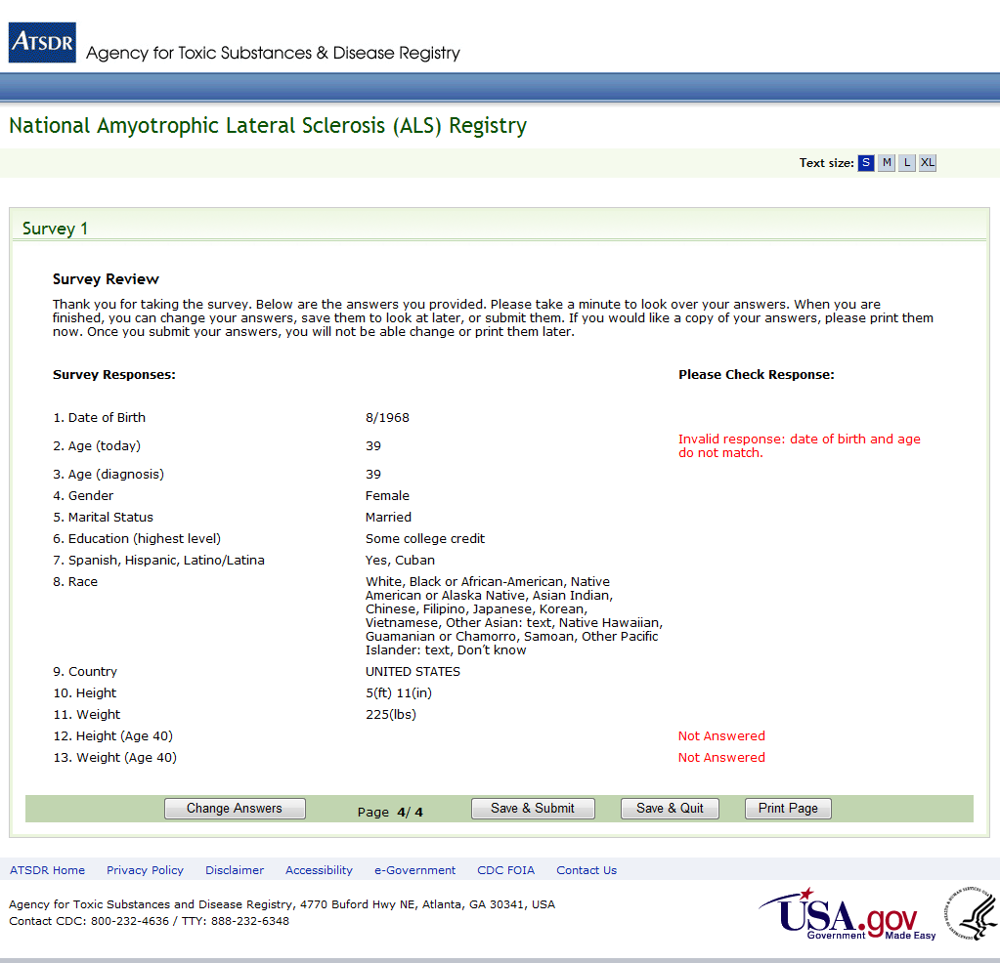 ATSDR
Agency for Toxic Substances & Disease Registry
National Amyotrophic Lateral Sclerosis (ALS) Registry
Text size: S M L XL
Survey 1
Survey Review
Thank you for taking the survey. Below are the answers you provided. Please take a minute to look over your answers. When you are
finished, you can change your answers, save them to look at later, or submit them. If you would like a copy of your answers, please print them
now. Once you submit your answers, you will not be able change or print them later.
Survey Responses: Please Check Response:
1. Date of Birth 8/1968
2. Age (today) 39 Invalid response: date of birth and age
do not match.
3. Age (diagnosis) 39
4. Gender Female
5. Marital Status Married
6. Education (highest level) Some college credit
7. Spanish, Hispanic, Latino/Latina Yes, Cuban
8. Race White, Black or African-American, Native
American or Alaska Native, Asian Indian,
Chinese, Filipino, Japanese, Korean,
Vietnamese, Other Asian: text, Native Hawaiian,
Guamanian or Chamorro, Samoan, Other Pacific
Islander: text, Don't know
9. Country UNITED STATES
10. Height 5(ft) 11(in)
11. Weight 225(lbs)
12. Height (Age 40) Not Answered
13. Weight (Age 40) Not Answered
Change Answers Page 4/ 4 Save & Submit Save & Quit Print Page
ATSDR Home Privacy Policy Disclaimer Accessibility e-Government CDC FOIA Contact Us
Agency for Toxic Substances and Disease Registry, 4770 Buford Hwy NE, Atlanta, GA 30341, USA
Contact CDC: 800-232-4636 / TTY: 888-232-6348
USA.gov
Government Made Easy